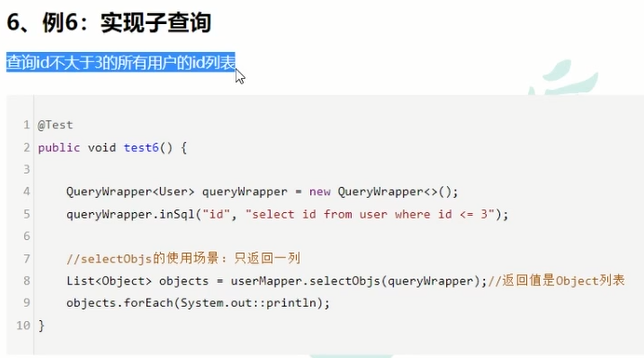 6、例6：实现子查询
查询id不大于3的所有用户的id列表
1 @Test
2 public void test6() {
3
4     QueryWrapper<User> queryWrapper = new QueryWrapper<>();
5     queryWrapper.inSql("id", "select id from user where id <= 3");
6
7     //selectObjs的使用场景：只返回一列
8     List<Object> objects = userMapper.selectObjs(queryWrapper);//返回值是Object列表
9     objects.forEach(System.out::println);
10 }